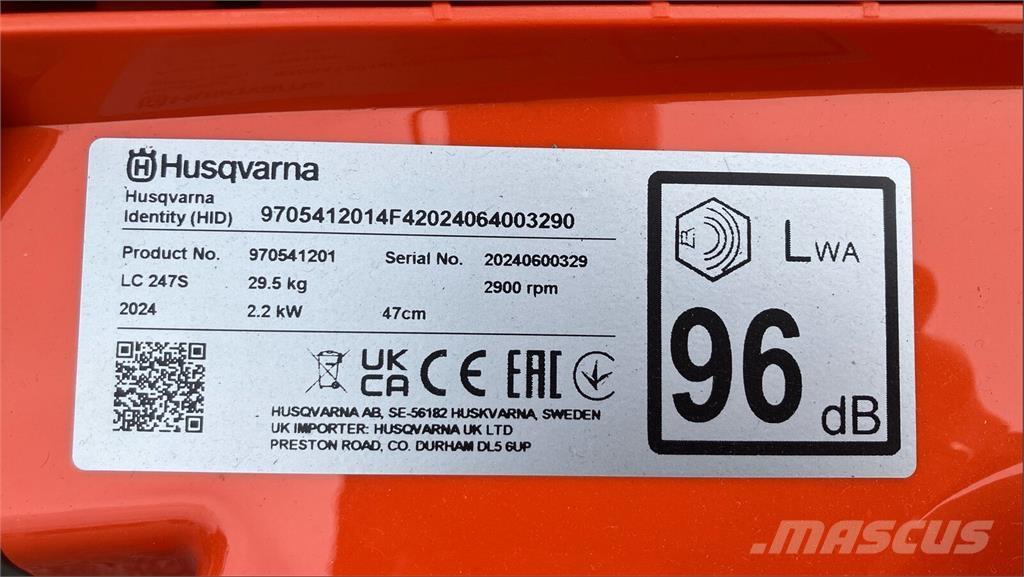 Husqvarna
Husqvarna
Identity (HID) 9705412014F42024064003290
Product No. 970541201 Serial No. 20240600329
LC 247S 29.5 kg 2900 rpm
2024 2.2 kW 47cm
UK
CA CE EAC
HUSQVARNA AB, SE-56182 HUSKVARNA, SWEDEN
UK IMPORTER: HUSQVARNA UK LTD
PRESTON ROAD, CO. DURHAM DL5 6UP
LWA
96
dB
MASCUS